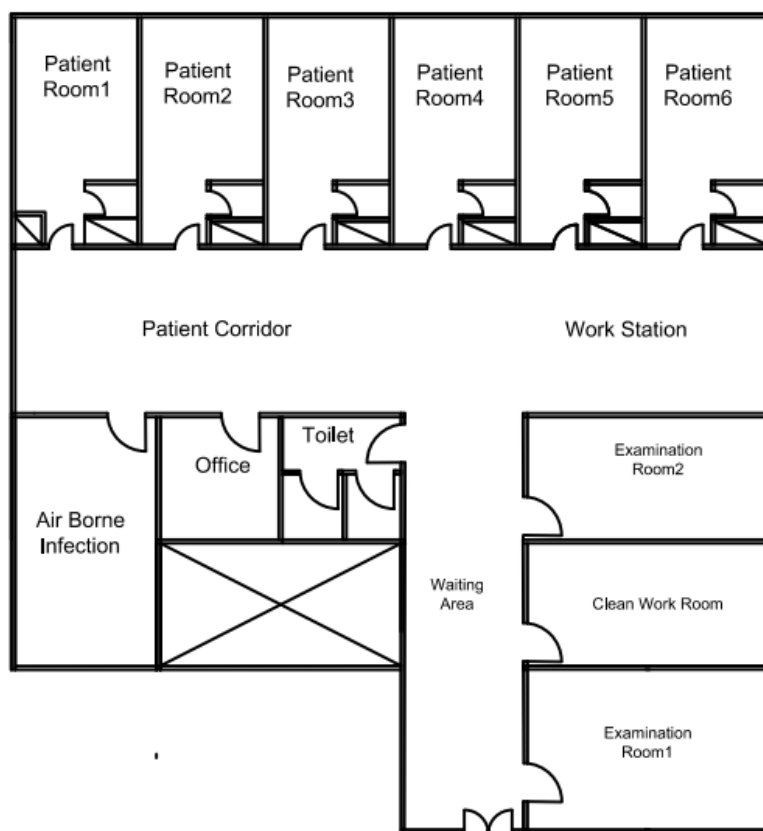 Patient
Room1
Patient
Room2
Patient
Room3
Patient
Room4
Patient
Room5
Patient
Room6
Patient Corridor
Work Station
Toilet
Office
Examination
Room2
Air Borne
Infection
Waiting
Area
Clean Work Room
Examination
Room1